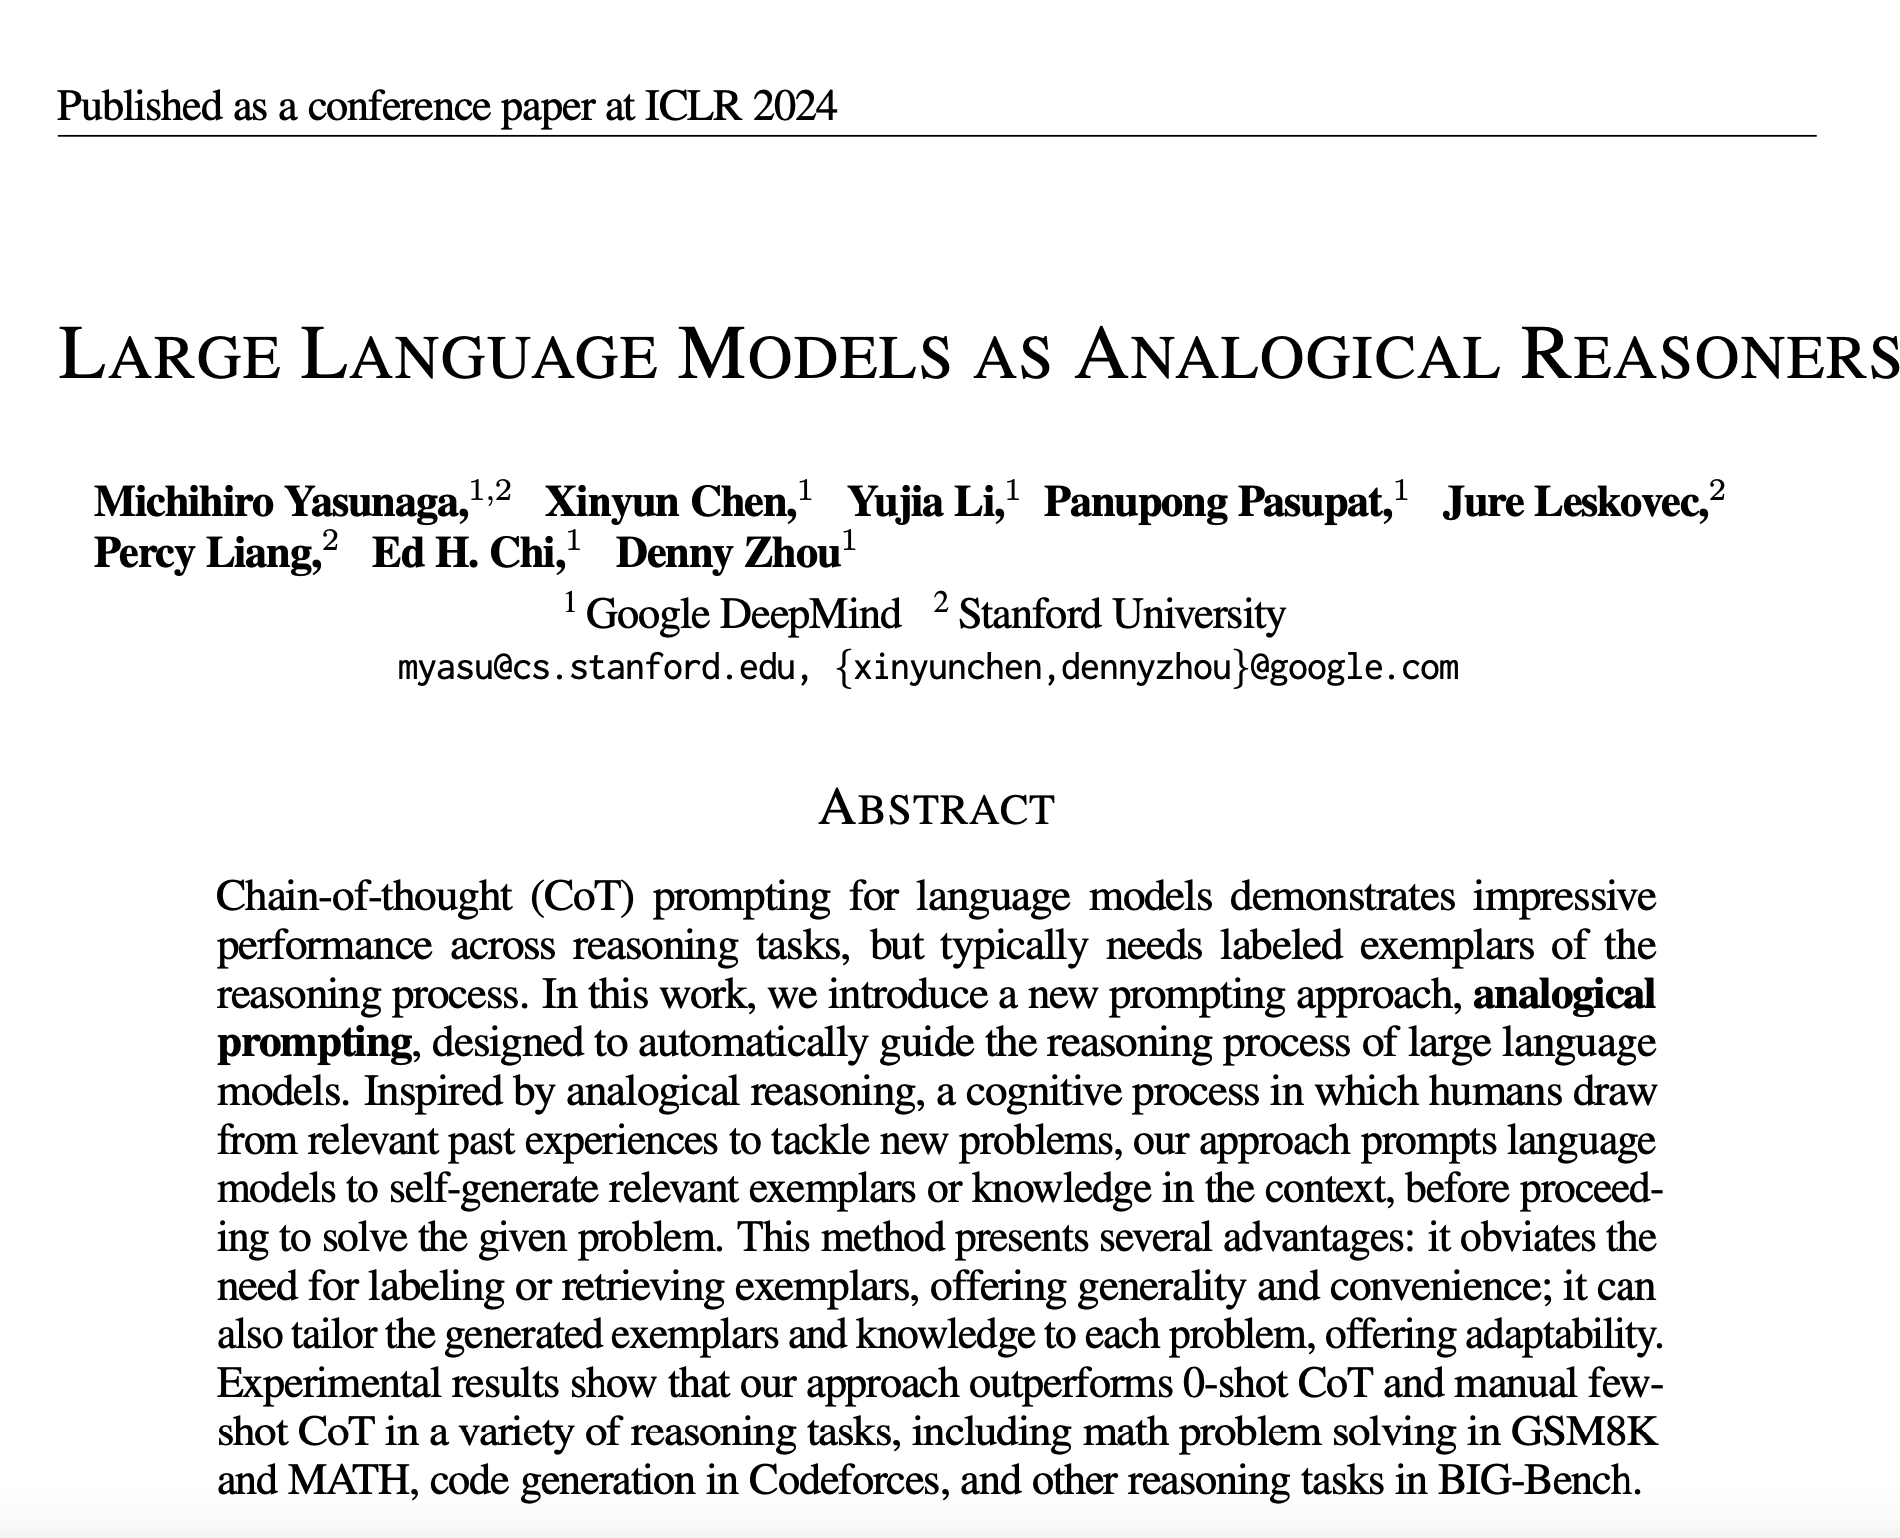 Published as a conference paper at ICLR 2024
LARGE LANGUAGE MODELS AS ANALOGICAL REASONERS
Michihiro Yasunaga,1,2 Xinyun Chen,1 Yujia Li,1 Panupong Pasupat,1 Jure Leskovec,2
Percy Liang,2 Ed H. Chi,1 Denny Zhou1
1 Google DeepMind 2 Stanford University
myasu@cs.stanford.edu, {xinyunchen,dennyzhou}@google.com
ABSTRACT
Chain-of-thought (CoT) prompting for language models demonstrates impressive
performance across reasoning tasks, but typically needs labeled exemplars of the
reasoning process. In this work, we introduce a new prompting approach, analogical
prompting, designed to automatically guide the reasoning process of large language
models. Inspired by analogical reasoning, a cognitive process in which humans draw
from relevant past experiences to tackle new problems, our approach prompts language
models to self-generate relevant exemplars or knowledge in the context, before proceed-
ing to solve the given problem. This method presents several advantages: it obviates the
need for labeling or retrieving exemplars, offering generality and convenience; it can
also tailor the generated exemplars and knowledge to each problem, offering adaptability.
Experimental results show that our approach outperforms 0-shot CoT and manual few-
shot CoT in a variety of reasoning tasks, including math problem solving in GSM8K
and MATH, code generation in Codeforces, and other reasoning tasks in BIG-Bench.